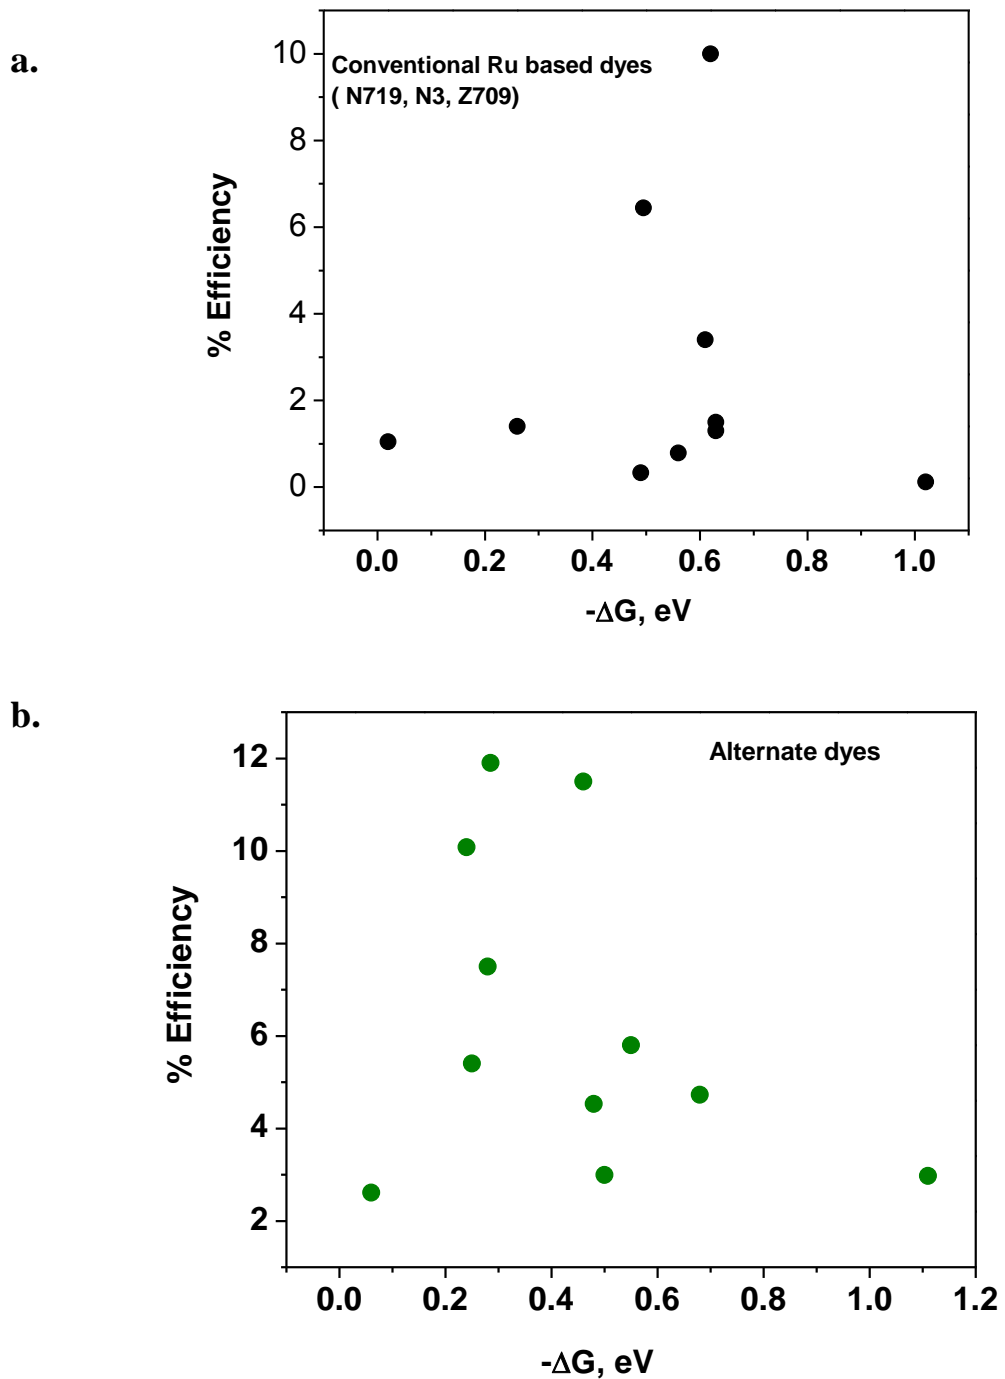 a.
Conventional Ru based dyes
( N719, N3, Z709)
10
8
6
4
2
0
% Efficiency
0.0 0.2 0.4 0.6 0.8 1.0
-ΔG, eV
b.
Alternate dyes
12
10
8
6
4
2
% Efficiency
0.0 0.2 0.4 0.6 0.8 1.0 1.2
-ΔG, eV